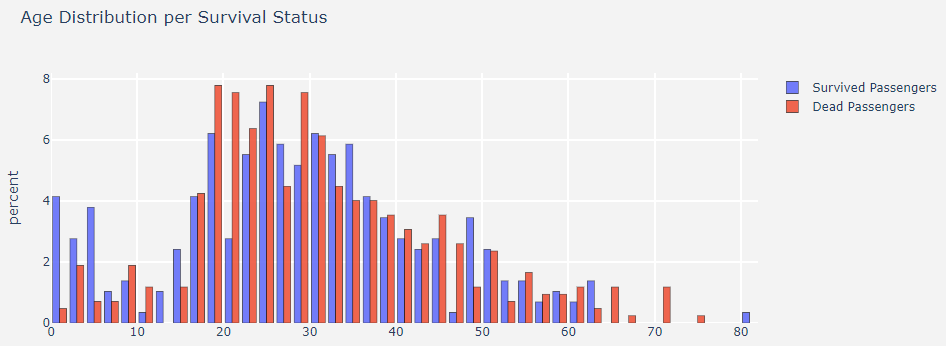 Age Distribution per Survival Status
Survived Passengers
Dead Passengers
8
6
4
2
0
percent
0 10 20 30 40 50 60 70 80